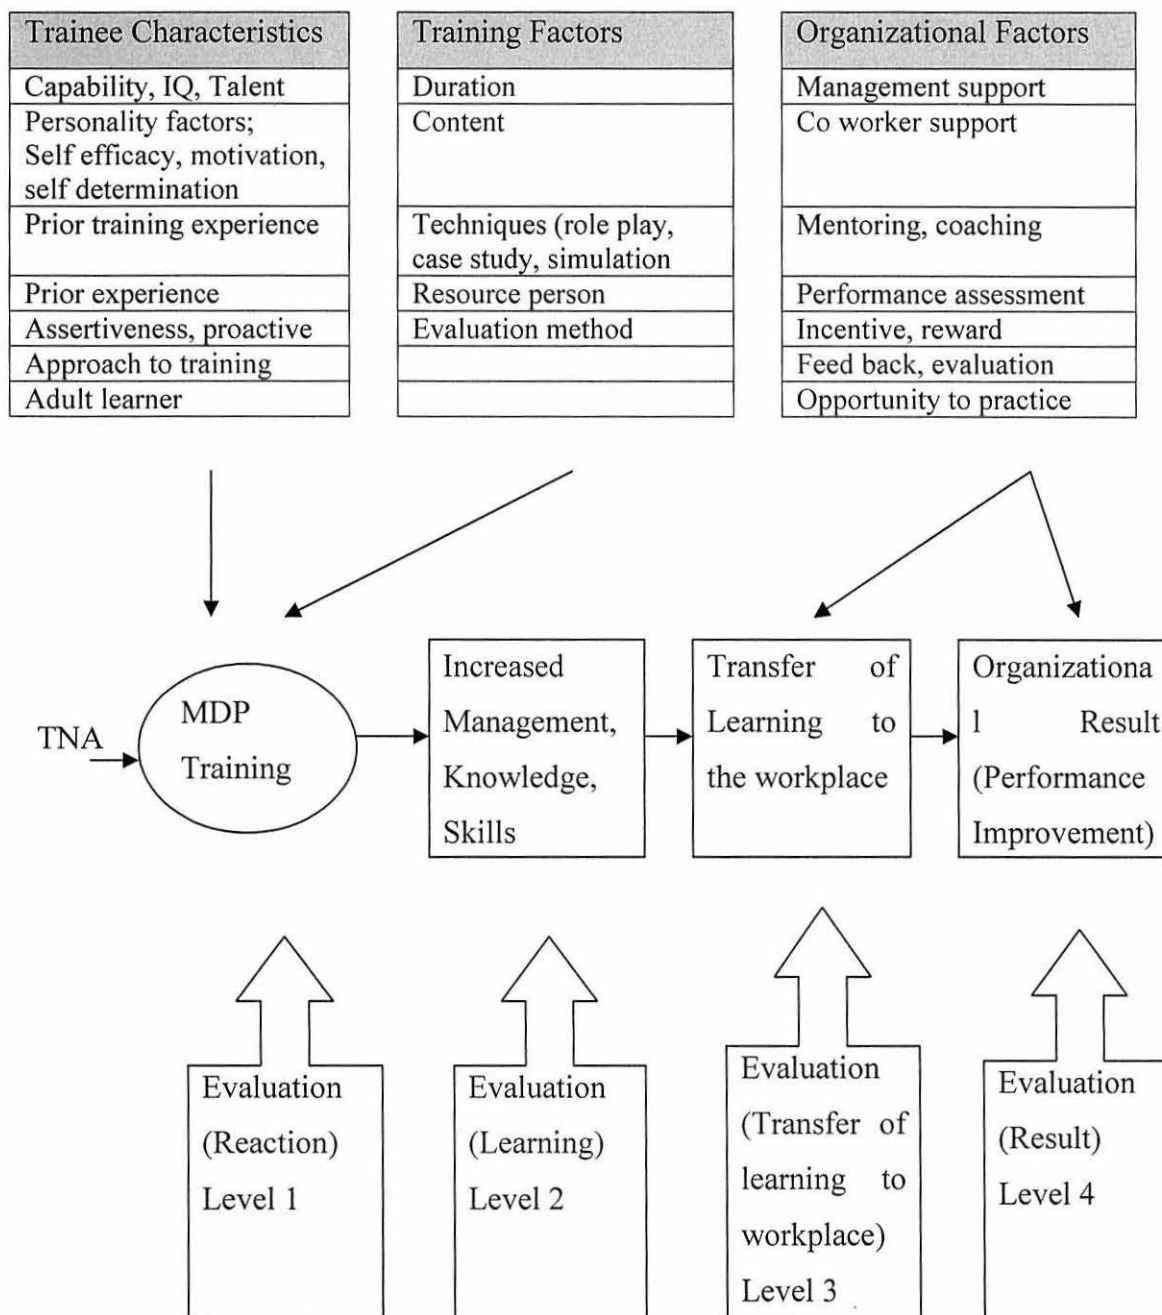 Trainee Characteristics
Capability, IQ, Talent
Personality factors;
Self efficacy, motivation,
self determination
Prior training experience
Prior experience
Assertiveness, proactive
Approach to training
Adult learner
Training Factors
Duration
Content
Techniques (role play,
case study, simulation
Resource person
Evaluation method
Organizational Factors
Management support
Co worker support
Mentoring, coaching
Performance assessment
Incentive, reward
Feed back, evaluation
Opportunity to practice
TNA
MDP
Training
Increased
Management,
Knowledge,
Skills
Transfer of
Learning to
the workplace
Organizationa
l Result
(Performance
Improvement)
Evaluation
(Reaction)
Level 1
Evaluation
(Learning)
Level 2
Evaluation
(Transfer of
learning to
workplace)
Level 3
Evaluation
(Result)
Level 4